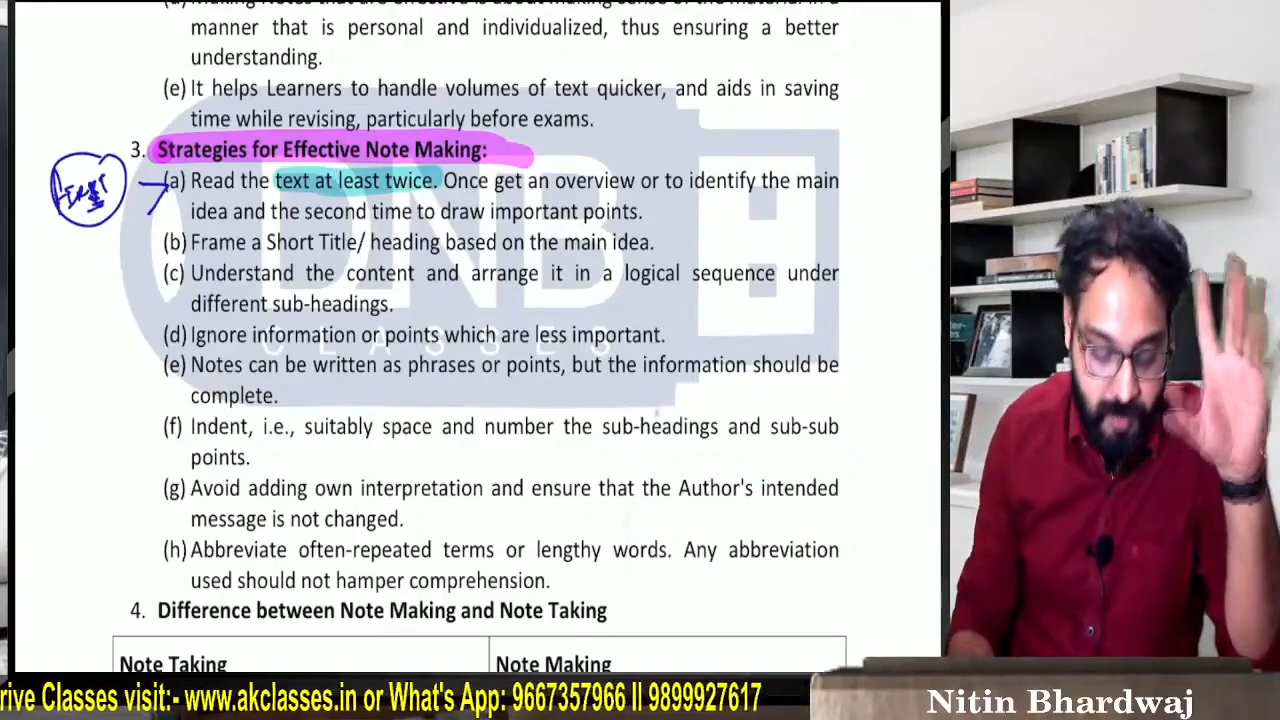 manner that is personal and individualized, thus ensuring a better
understanding.
(e) It helps Learners to handle volumes of text quicker, and aids in saving
time while revising, particularly before exams.
3. Strategies for Effective Note Making:
(a) Read the text at least twice. Once get an overview or to identify the main
idea and the second time to draw important points.
(b) Frame a Short Title/ heading based on the main idea.
(c) Understand the content and arrange it in a logical sequence under
different sub-headings.
(d) Ignore information or points which are less important.
(e) Notes can be written as phrases or points, but the information should be
complete.
(f) Indent, i.e., suitably space and number the sub-headings and sub-sub
points.
(g) Avoid adding own interpretation and ensure that the Author's intended
message is not changed.
(h) Abbreviate often-repeated terms or lengthy words. Any abbreviation
used should not hamper comprehension.
4. Difference between Note Making and Note Taking
Note Taking Note Making
DNB
CLASSES
rive Classes visit:- www.akclasses.in or What's App: 9667357966 ll 9899927617
Nitin Bhardwaj